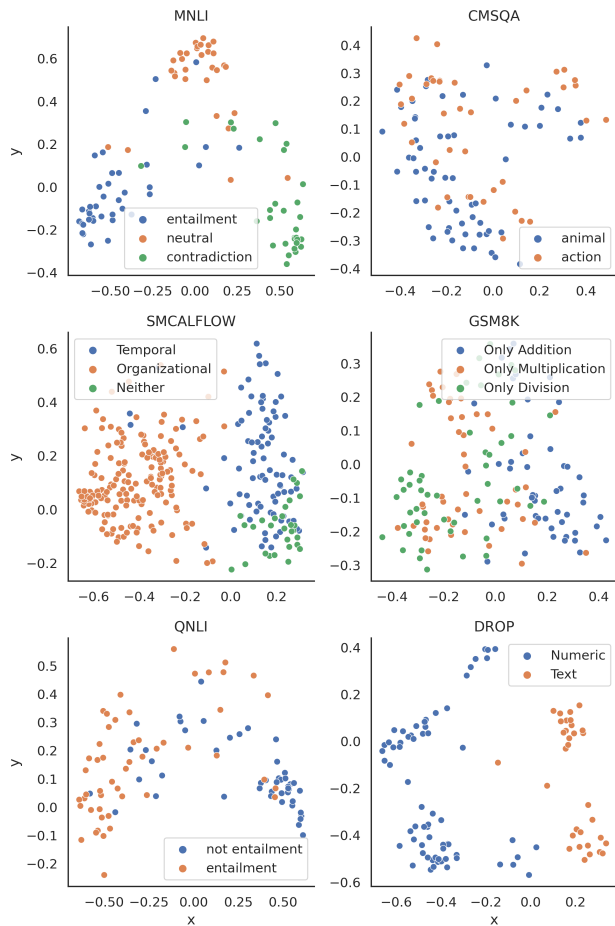 MNLI
y
0.6
0.4
0.2
0.0
−0.2
−0.4
−0.50
−0.25
0.00
0.25
0.50
entailment
neutral
contradiction
CMSQA
0.4
0.3
0.2
0.1
0.0
−0.1
−0.2
−0.3
−0.4
−0.4
−0.2
0.0
0.2
0.4
animal
action
SMCALFLOW
y
0.6
0.4
0.2
0.0
−0.2
−0.6
−0.4
−0.2
0.0
0.2
Temporal
Organizational
Neither
GSM8K
0.3
0.2
0.1
0.0
−0.1
−0.2
−0.3
−0.4
−0.2
0.0
0.2
0.4
Only Addition
Only Multiplication
Only Division
QNLI
y
0.5
0.4
0.3
0.2
0.1
0.0
−0.1
−0.2
−0.50
−0.25
0.00
0.25
0.50
x
not entailment
entailment
DROP
0.4
0.2
0.0
−0.2
−0.4
−0.6
−0.6
−0.4
−0.2
0.0
0.2
x
Numeric
Text